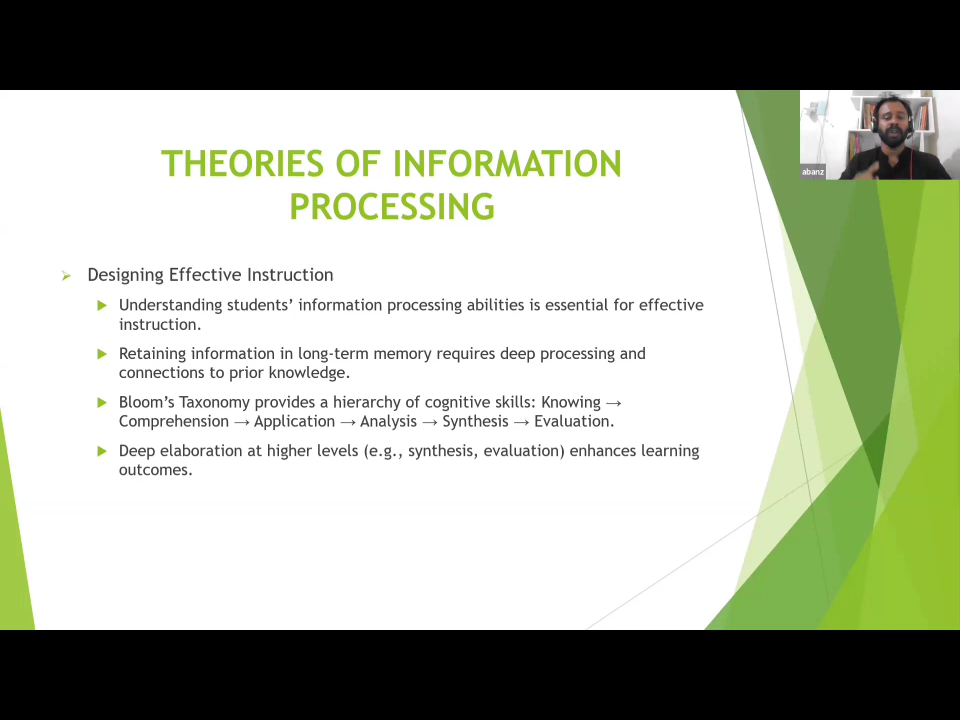 THEORIES OF INFORMATION
PROCESSING
Designing Effective Instruction
Understanding students’ information processing abilities is essential for effective
instruction.
Retaining information in long-term memory requires deep processing and
connections to prior knowledge.
Bloom’s Taxonomy provides a hierarchy of cognitive skills: Knowing →
Comprehension → Application → Analysis → Synthesis → Evaluation.
Deep elaboration at higher levels (e.g., synthesis, evaluation) enhances learning
outcomes.
abanz